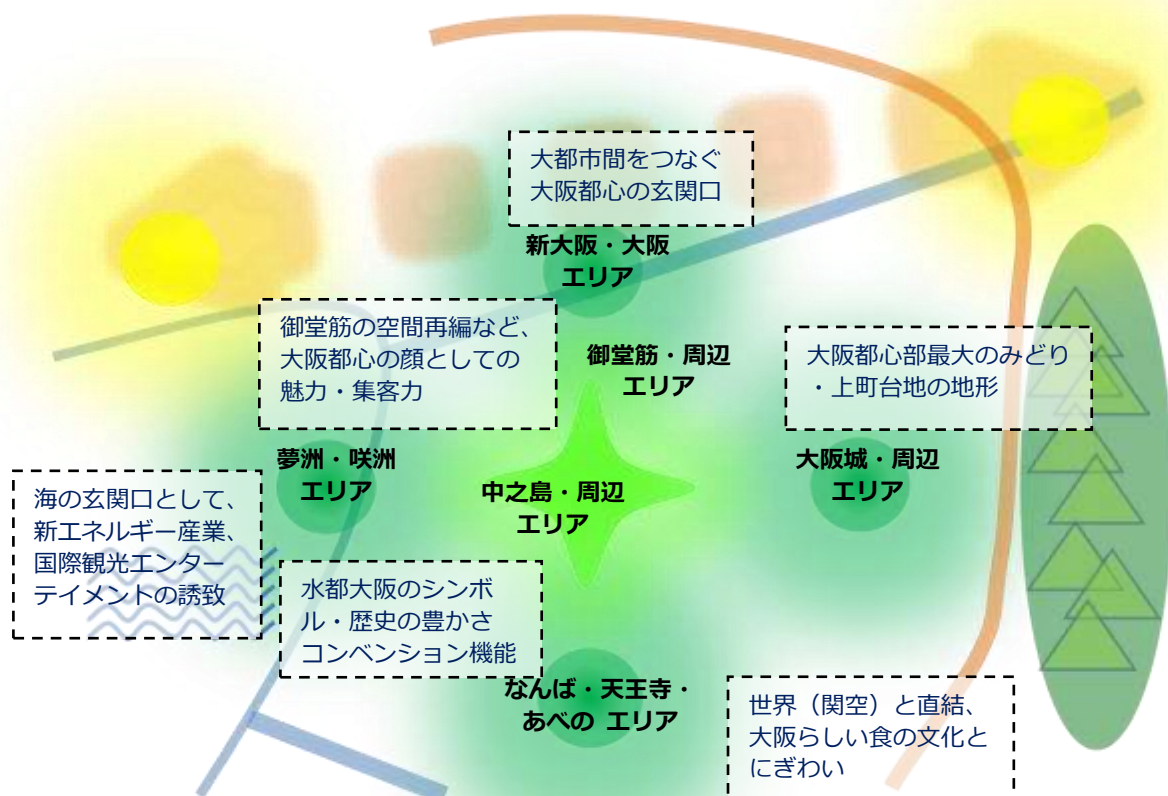 大都市間をつなぐ
大阪都心の玄関口
新大阪・大阪
エリア
御堂筋の空間再編など、
大阪都心の顔としての
魅力・集客力
御堂筋・周辺
エリア
大阪都心部最大のみどり
・上町台地の地形
夢洲・咲洲
エリア
大阪城・周辺
エリア
中之島・周辺
エリア
海の玄関口として、
新エネルギー産業、
国際観光エンター
テイメントの誘致
水都大阪のシンボ
ル・歴史の豊かさ
コンベンション機能
なんば・天王寺・
あべの エリア
世界（関空）と直結、
大阪らしい食の文化と
にぎわい